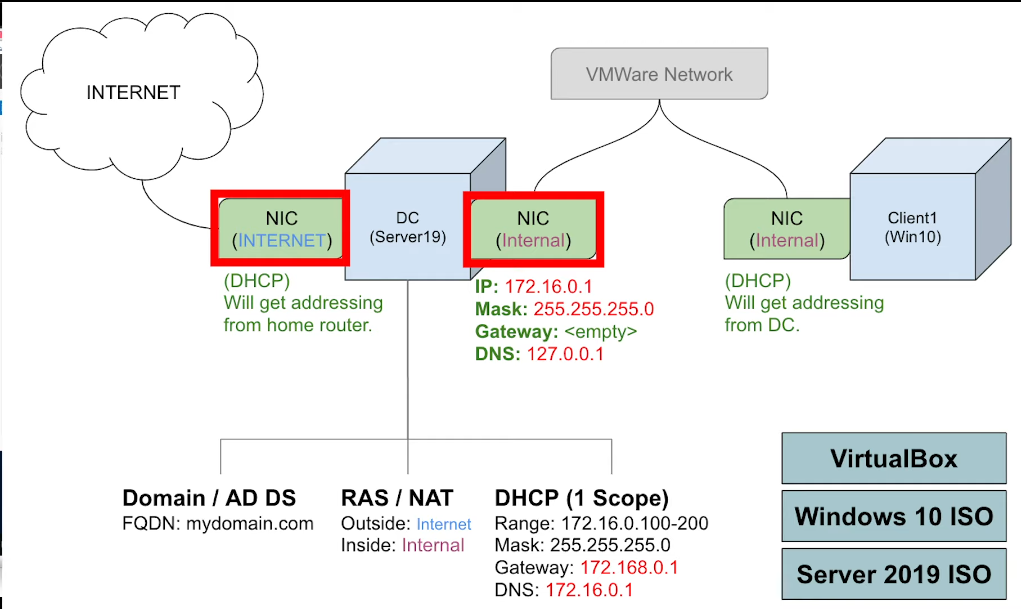 INTERNET
VMWare Network
NIC
(INTERNET)
DC
(Server19)
NIC
(Internal)
NIC
(Internal)
Client1
(Win10)
(DHCP)
Will get addressing
from home router.
IP: 172.16.0.1
Mask: 255.255.255.0
Gateway: <empty>
DNS: 127.0.0.1
(DHCP)
Will get addressing
from DC.
Domain / AD DS
FQDN: mydomain.com
RAS / NAT
Outside: Internet
Inside: Internal
DHCP (1 Scope)
Range: 172.16.0.100-200
Mask: 255.255.255.0
Gateway: 172.168.0.1
DNS: 172.16.0.1
VirtualBox
Windows 10 ISO
Server 2019 ISO